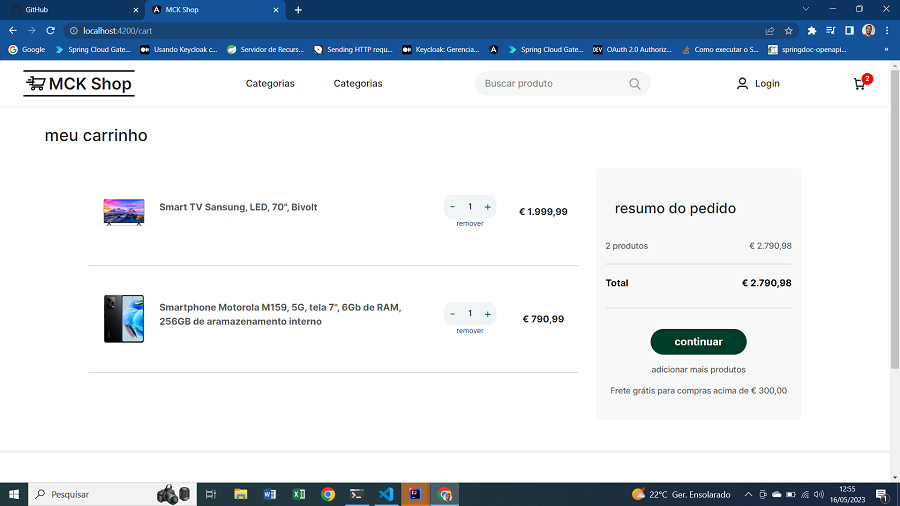 GitHub
MCK Shop
localhost:4200/cart
Google
Spring Cloud Gate...
Usando Keycloak c...
Servidor de Recurs...
Sending HTTP requ...
Keycloak: Gerencia...
Spring Cloud Gate...
DEV
OAuth 2.0 Authoriz...
Como executar o S...
springdoc-openapi...
MCK Shop
Categorias
Categorias
Buscar produto
Login
2
meu carrinho
Smart TV Sansung, LED, 70", Bivolt
- 1 +
remover
€ 1.999,99
Smartphone Motorola M159, 5G, tela 7", 6Gb de RAM,
256GB de aramazenamento interno
- 1 +
remover
€ 790,99
resumo do pedido
2 produtos € 2.790,98
Total € 2.790,98
continuar
adicionar mais produtos
Frete grátis para compras acima de € 300,00
Pesquisar
22°C Ger. Ensolarado
12:55
16/05/2023
1